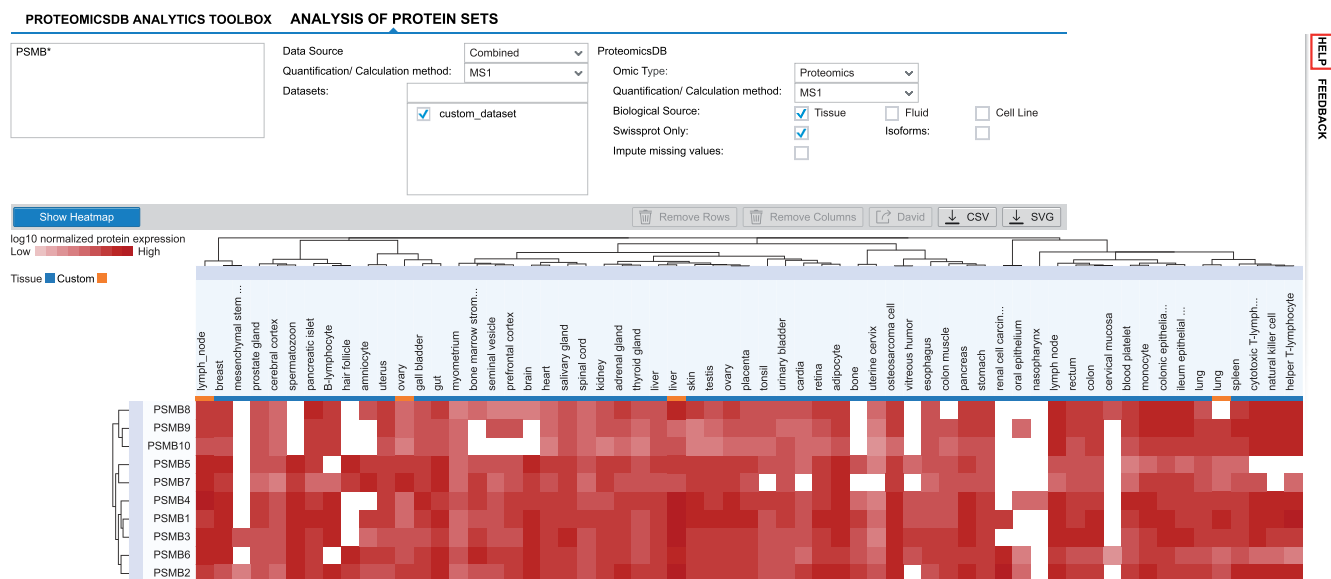 PROTEOMICSDB ANALYTICS TOOLBOX ANALYSIS OF PROTEIN SETS
PSMB*
Data Source
Combined
Quantification/ Calculation method:
MS1
Datasets:
custom_dataset
ProteomicsDB
Omic Type:
Proteomics
Quantification/ Calculation method:
MS1
Biological Source:
Tissue
Fluid
Cell Line
Swissprot Only:
Isoforms:
Impute missing values:
HELP
FEEDBACK
Show Heatmap
Remove Rows
Remove Columns
David
CSV
SVG
log10 normalized protein expression
Low
High
Tissue
Custom
lymph_node
breast
mesenchymal stem ...
prostate gland
cerebral cortex
spermatozoon
pancreatic islet
B-lymphocyte
hair follicle
amniocyte
uterus
ovary
gall bladder
gut
myometrium
bone marrow strom...
seminal vesicle
prefrontal cortex
brain
heart
salivary gland
spinal cord
kidney
adrenal gland
thyroid gland
liver
liver
skin
testis
ovary
placenta
tonsil
urinary bladder
cardia
retina
adipocyte
bone
uterine cervix
osteosarcoma cell
vitreous humor
esophagus
colon muscle
pancreas
stomach
renal cell carcin...
oral epithelium
nasopharynx
lymph node
rectum
colon
cervical mucosa
blood platelet
monocyte
colonic epithelia...
ileum epithelial ...
lung
lung
spleen
cytotoxic T-lymph...
natural killer cell
helper T-lymphocyte
PSMB8
PSMB9
PSMB10
PSMB5
PSMB7
PSMB4
PSMB1
PSMB3
PSMB6
PSMB2